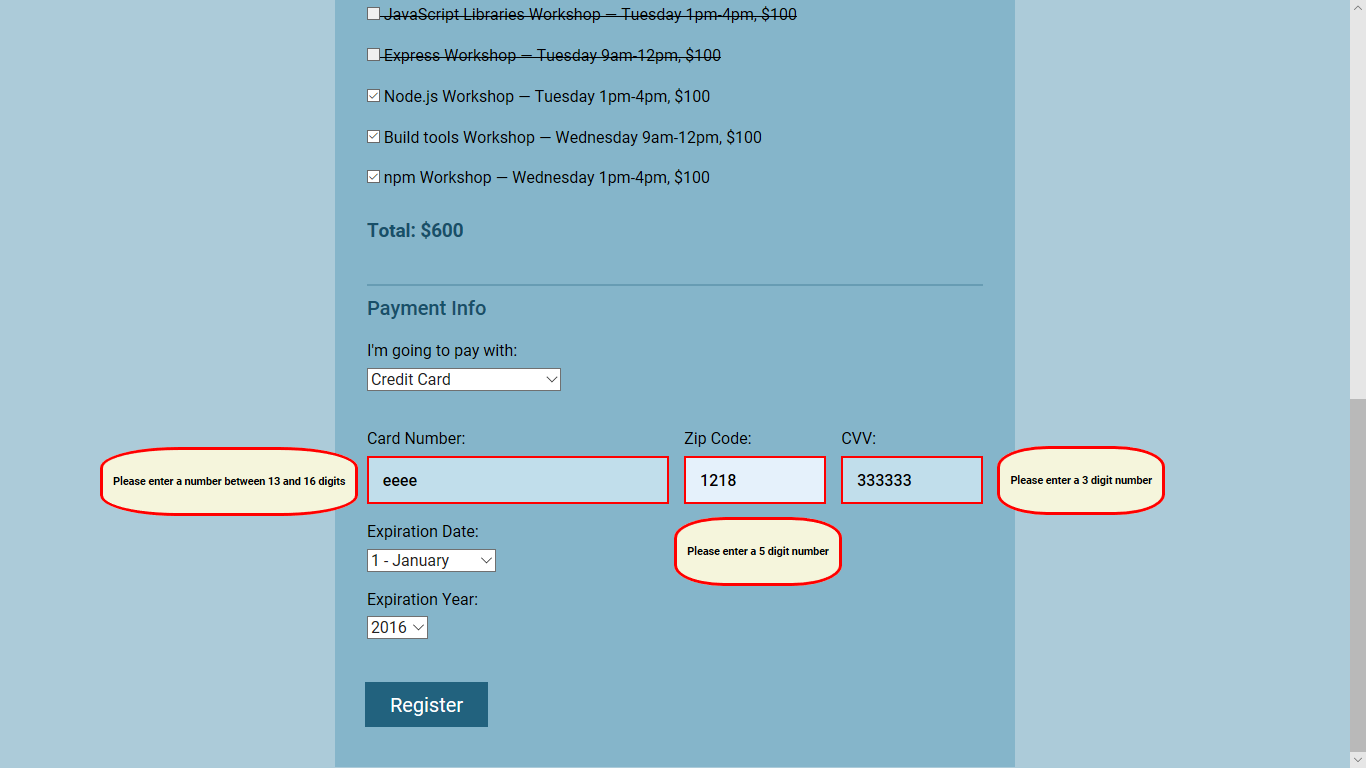 JavaScript Libraries Workshop — Tuesday 1pm-4pm, $100
Express Workshop — Tuesday 9am-12pm, $100
Node.js Workshop — Tuesday 1pm-4pm, $100
Build tools Workshop — Wednesday 9am-12pm, $100
npm Workshop — Wednesday 1pm-4pm, $100
Total: $600
Payment Info
I'm going to pay with:
Credit Card
Card Number: Zip Code: CVV:
Please enter a number between 13 and 16 digits eeee 1218 333333 Please enter a 3 digit number
Expiration Date:
Please enter a 5 digit number
1 - January
Expiration Year:
2016
Register